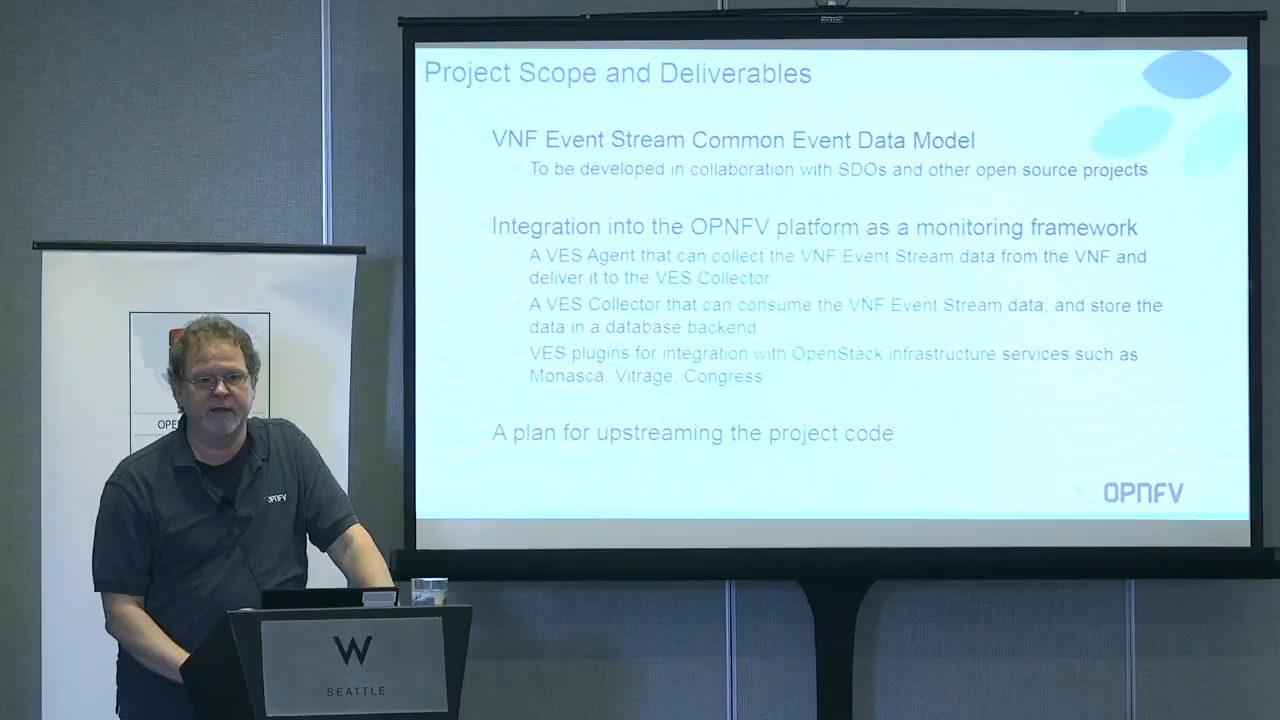 Project Scope and Deliverables
VNF Event Stream Common Event Data Model
To be developed in collaboration with SDOs and other open source projects
Integration into the OPNFV platform as a monitoring framework
A VES Agent that can collect the VNF Event Stream data from the VNF and
deliver it to the VES Collector
A VES Collector that can consume the VNF Event Stream data, and store the
data in a database backend
VES plugins for integration with OpenStack infrastructure services such as
Monasca, Vitrage, Congress
A plan for upstreaming the project code
OPNFV
OPNFV
W
SEATTLE